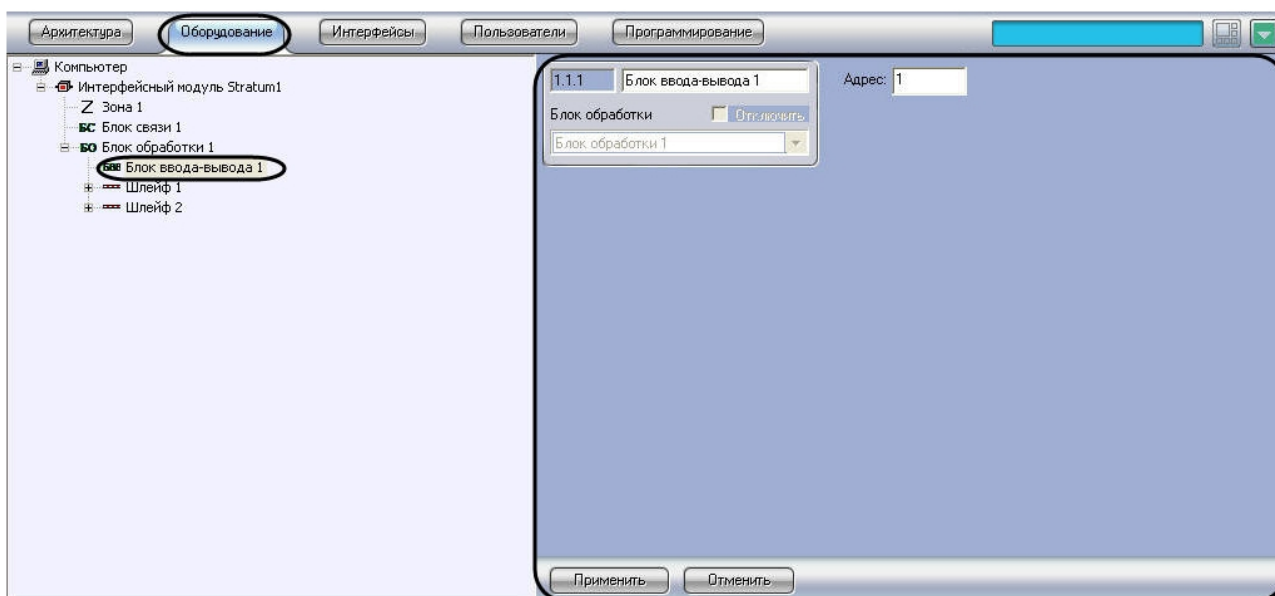 Архитектура Оборудование Интерфейсы Пользователи Программирование
Компьютер
Интерфейсный модуль Stratum1
Z Зона 1
БС Блок связи 1
БО Блок обработки 1
Блок ввода-вывода 1
Шлейф 1
Шлейф 2
1.1.1 Блок ввода-вывода 1 Адрес: 1
Блок обработки Отключить
Блок обработки 1
Применить Отменить